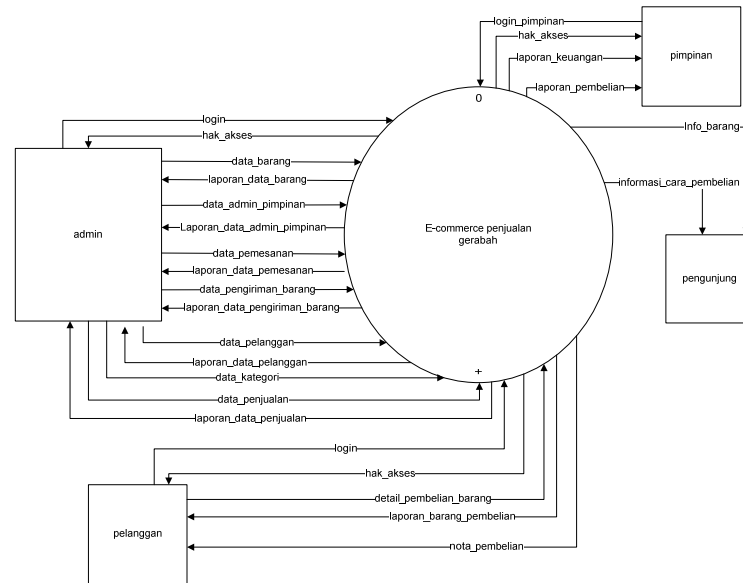 login_pimpinan
hak_akses
laporan_keuangan
pimpinan
laporan_pembelian
0
login
hak_akses
Info_barang
data_barang
laporan_data_barang
informasi_cara_pembelian
data_admin_pimpinan
Laporan_data_admin_pimpinan
admin
E-commerce penjualan
gerabah
data_pemesanan
laporan_data_pemesanan
pengunjung
data_pengiriman_barang
laporan_data_pengiriman_barang
data_pelanggan
laporan_data_pelanggan
+
data_kategori
data_penjualan
laporan_data_penjualan
login
hak_akses
detail_pembelian_barang
laporan_barang_pembelian
pelanggan
nota_pembelian